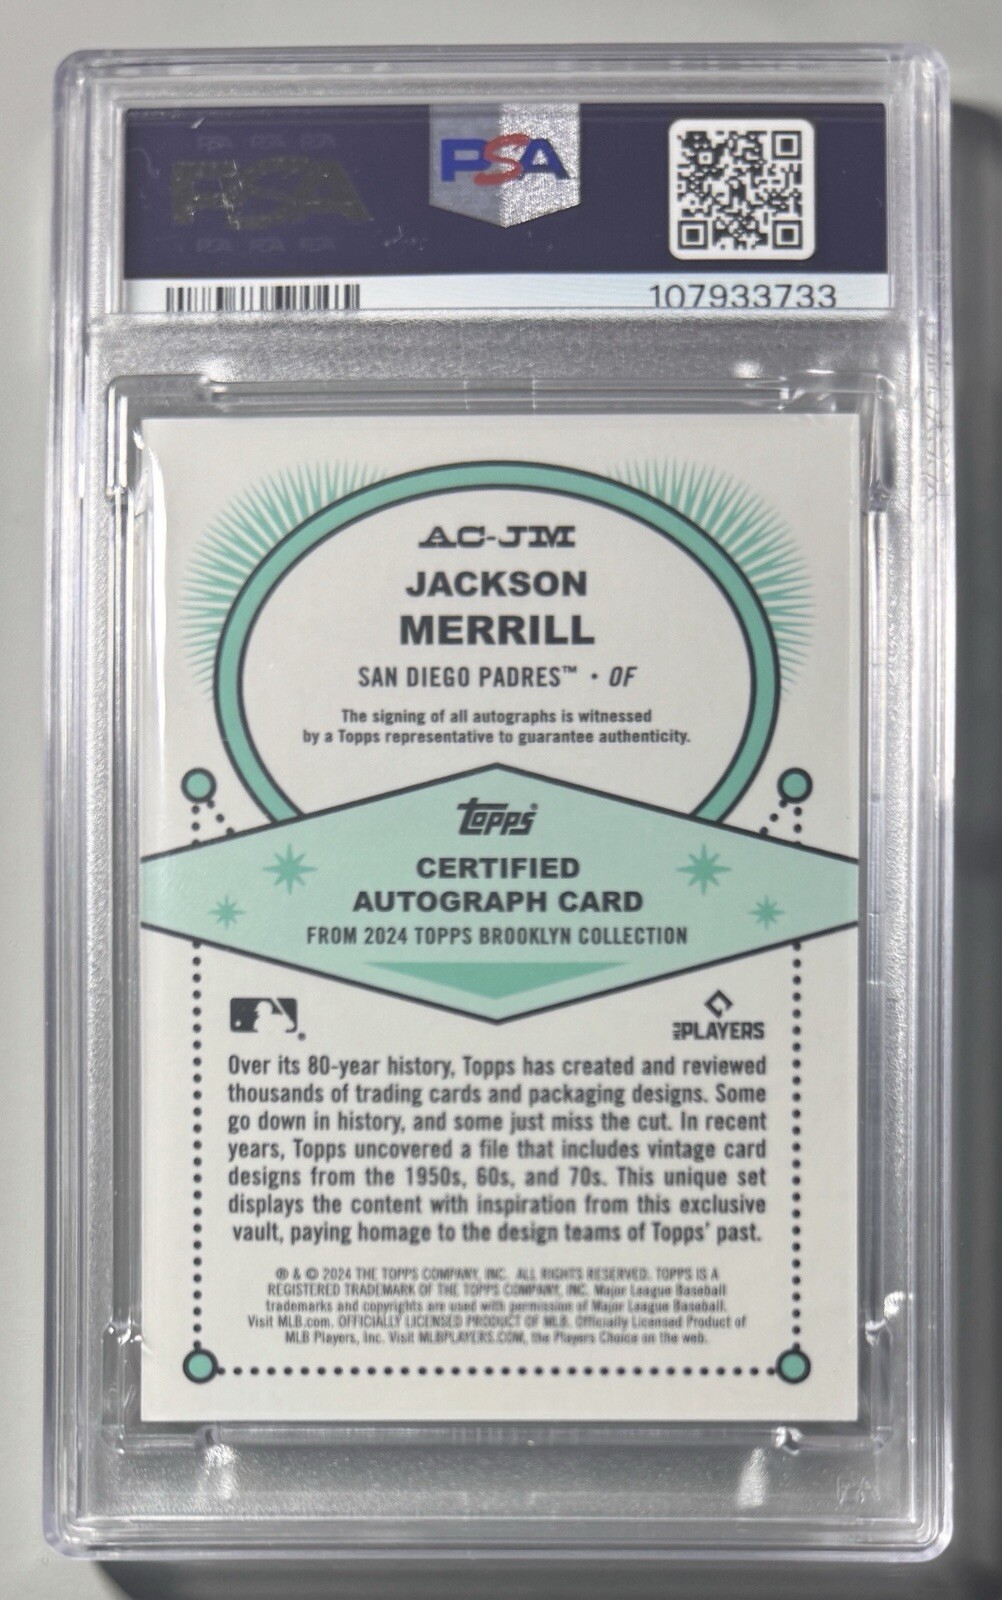 PSA
107933733
AC-JM
JACKSON
MERRILL
SAN DIEGO PADRES™ • OF
The signing of all autographs is witnessed
by a Topps representative to guarantee authenticity.
topps
CERTIFIED
AUTOGRAPH CARD
FROM 2024 TOPPS BROOKLYN COLLECTION
MLB PLAYERS
Over its 80-year history, Topps has created and reviewed
thousands of trading cards and packaging designs. Some
go down in history, and some just miss the cut. In recent
years, Topps uncovered a file that includes vintage card
designs from the 1950s, 60s, and 70s. This unique set
displays the content with inspiration from this exclusive
vault, paying homage to the design teams of Topps' past.
® & © 2024 THE TOPPS COMPANY, INC. ALL RIGHTS RESERVED. TOPPS IS A
REGISTERED TRADEMARK OF THE TOPPS COMPANY, INC. Major League Baseball
trademarks and copyrights are used with permission of Major League Baseball.
Visit MLB.com. OFFICIALLY LICENSED PRODUCT OF MLB. Officially Licensed Product of
MLB Players, Inc. Visit MLBPLAYERS.COM, the Players Choice on the web.